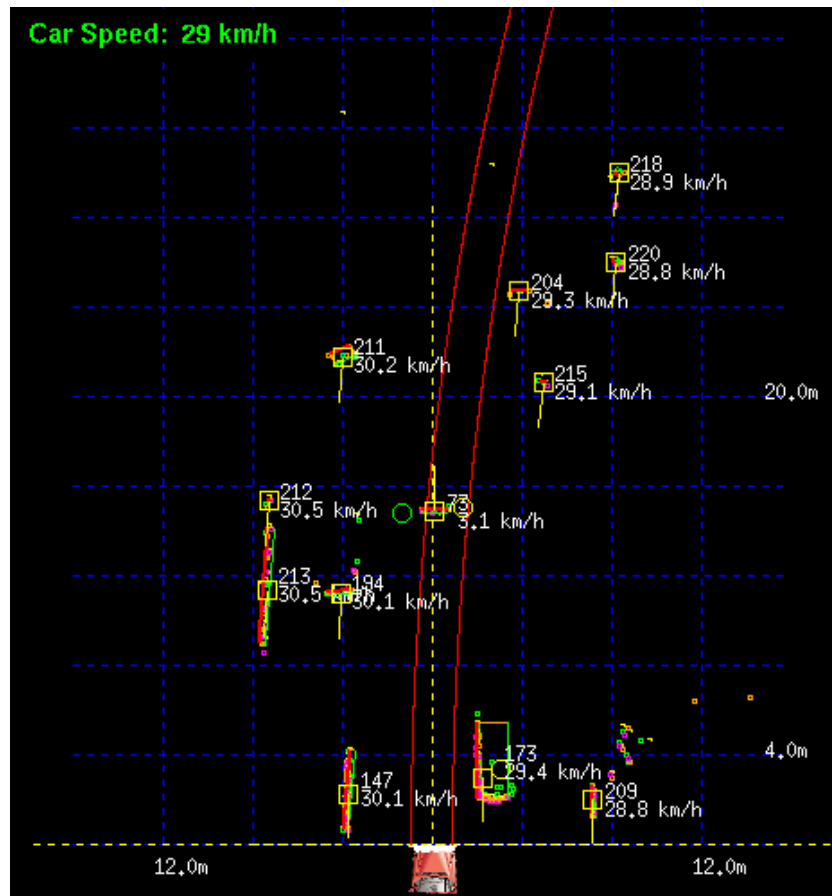 Car Speed: 29 km/h
218
28.9 km/h
220
28.8 km/h
204
29.3 km/h
211
30.2 km/h
215
29.1 km/h
20.0m
212
30.5 km/h
73
3.1 km/h
213
30.5
194
30.1 km/h
173
29.4 km/h
4.0m
147
30.1 km/h
209
28.8 km/h
12.0m
12.0m